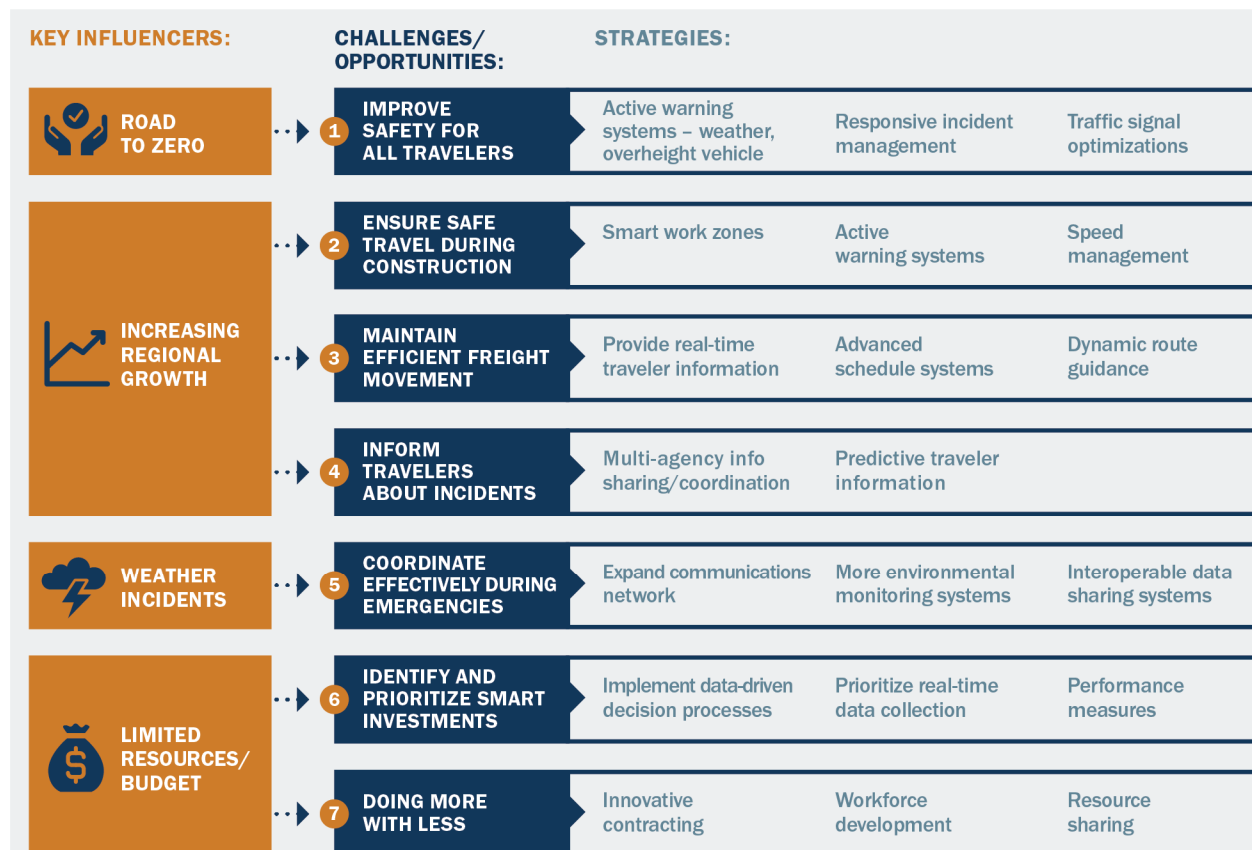 KEY INFLUENCERS:
CHALLENGES/
OPPORTUNITIES:
STRATEGIES:
ROAD
TO ZERO
1
IMPROVE
SAFETY FOR
ALL TRAVELERS
Active warning
systems – weather,
overheight vehicle
Responsive incident
management
Traffic signal
optimizations
INCREASING
REGIONAL
GROWTH
2
ENSURE SAFE
TRAVEL DURING
CONSTRUCTION
Smart work zones
Active
warning systems
Speed
management
3
MAINTAIN
EFFICIENT FREIGHT
MOVEMENT
Provide real-time
traveler information
Advanced
schedule systems
Dynamic route
guidance
4
INFORM
TRAVELERS
ABOUT INCIDENTS
Multi-agency info
sharing/coordination
Predictive traveler
information
WEATHER
INCIDENTS
5
COORDINATE
EFFECTIVELY DURING
EMERGENCIES
Expand communications
network
More environmental
monitoring systems
Interoperable data
sharing systems
$
LIMITED
RESOURCES/
BUDGET
6
IDENTIFY AND
PRIORITIZE SMART
INVESTMENTS
Implement data-driven
decision processes
Prioritize real-time
data collection
Performance
measures
7
DOING MORE
WITH LESS
Innovative
contracting
Workforce
development
Resource
sharing